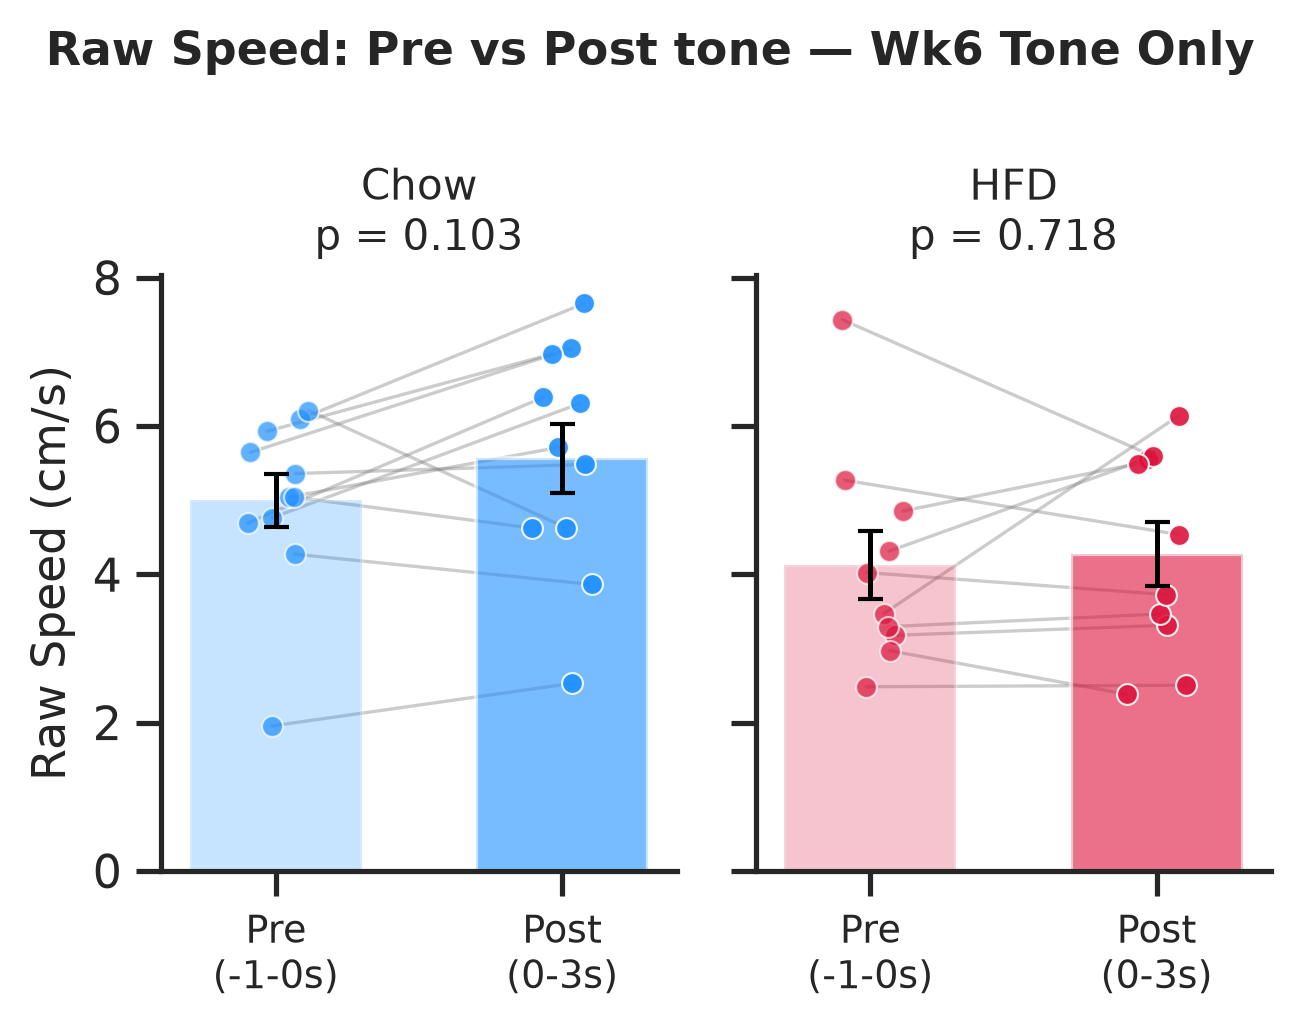 Raw Speed: Pre vs Post tone — Wk6 Tone Only
Chow
p = 0.103
HFD
p = 0.718
Raw Speed (cm/s)
8
6
4
2
0
Pre
(-1-0s)
Post
(0-3s)
Pre
(-1-0s)
Post
(0-3s)